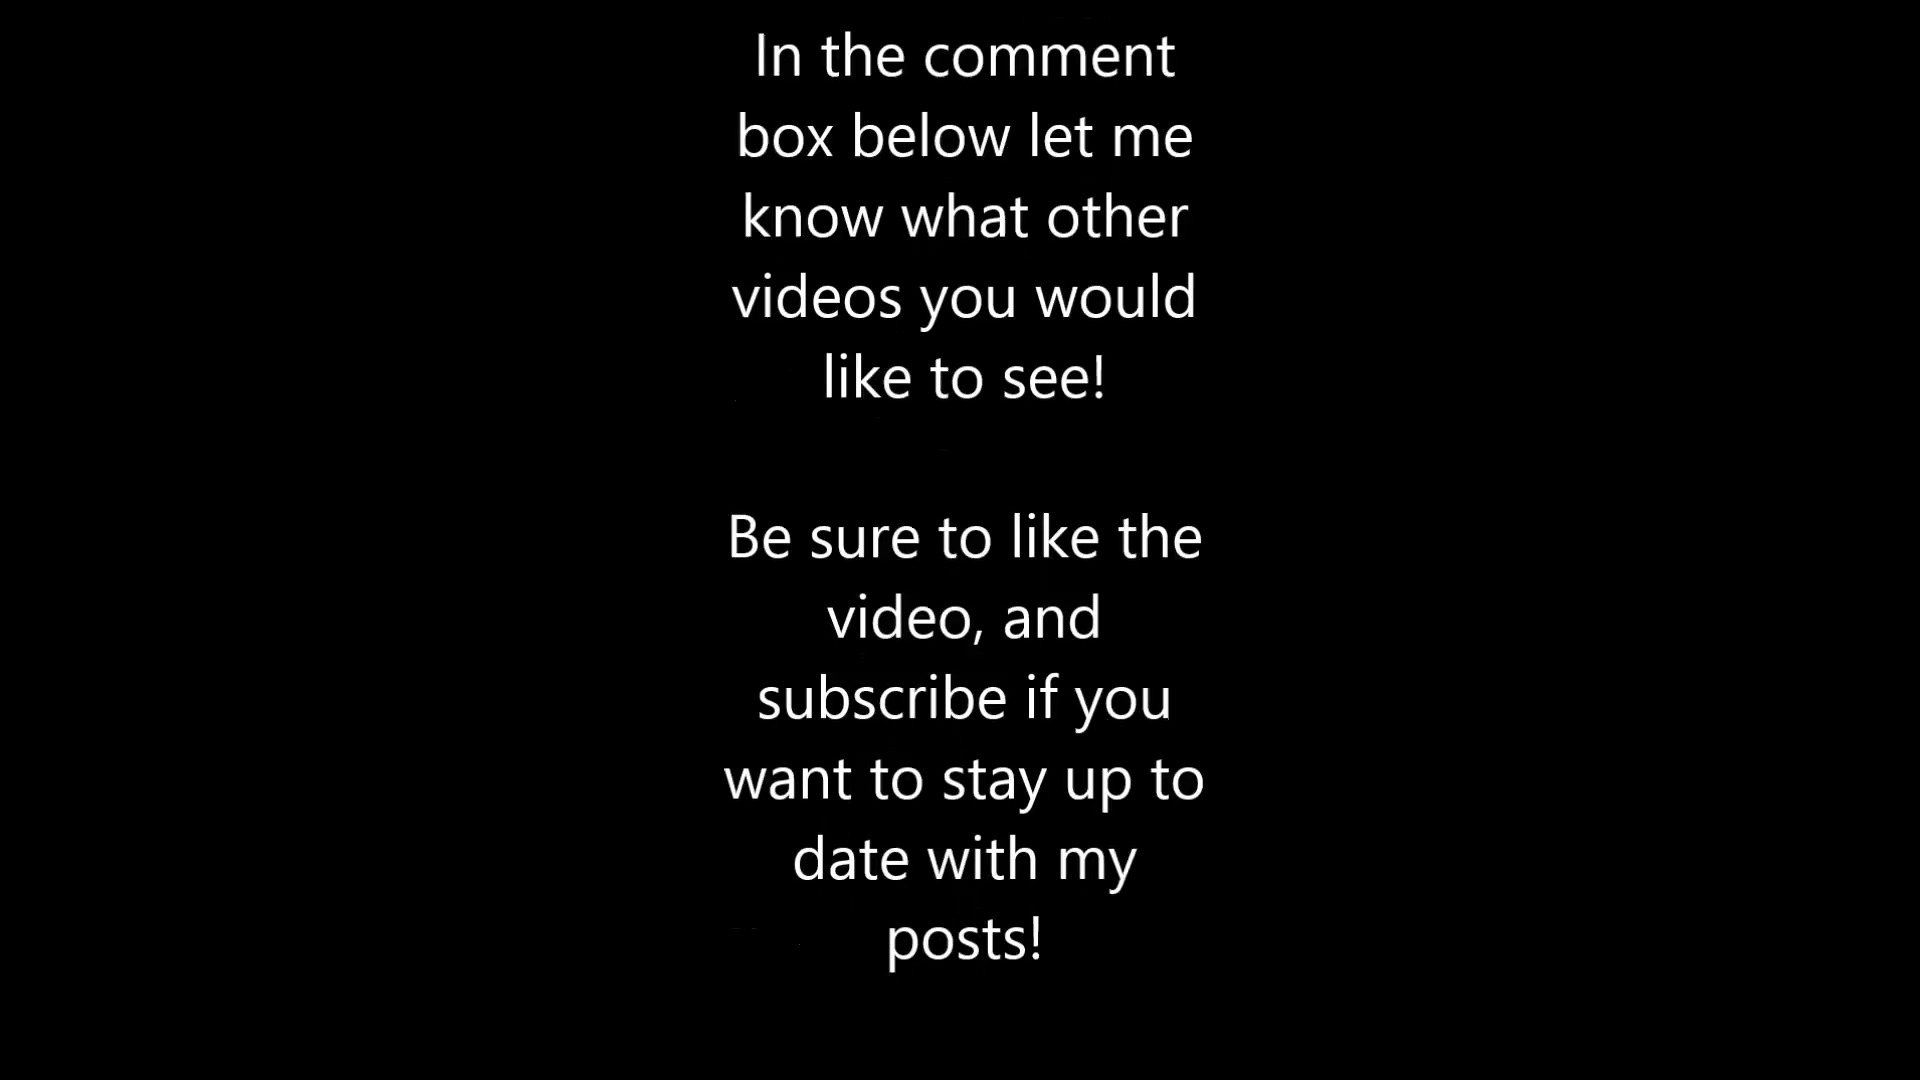 In the comment
box below let me
know what other
videos you would
like to see!
Be sure to like the
video, and
subscribe if you
want to stay up to
date with my
posts!